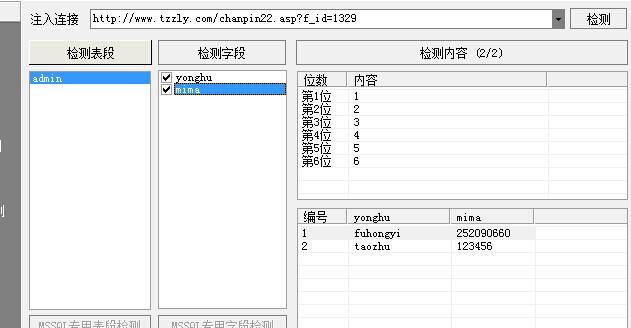 注入连接 http://www.tzzly.com/chanpin22.asp?f_id=1329 检测
检测表段 检测字段 检测内容 (2/2)
admin
yonghu
mima
位数 内容
第1位 1
第2位 2
第3位 3
第4位 4
第5位 5
第6位 6
编号 yonghu mima
1 fuhongyi 252090660
2 taozhu 123456
MSSQL专用表段检测 MSSQL专用字段检测